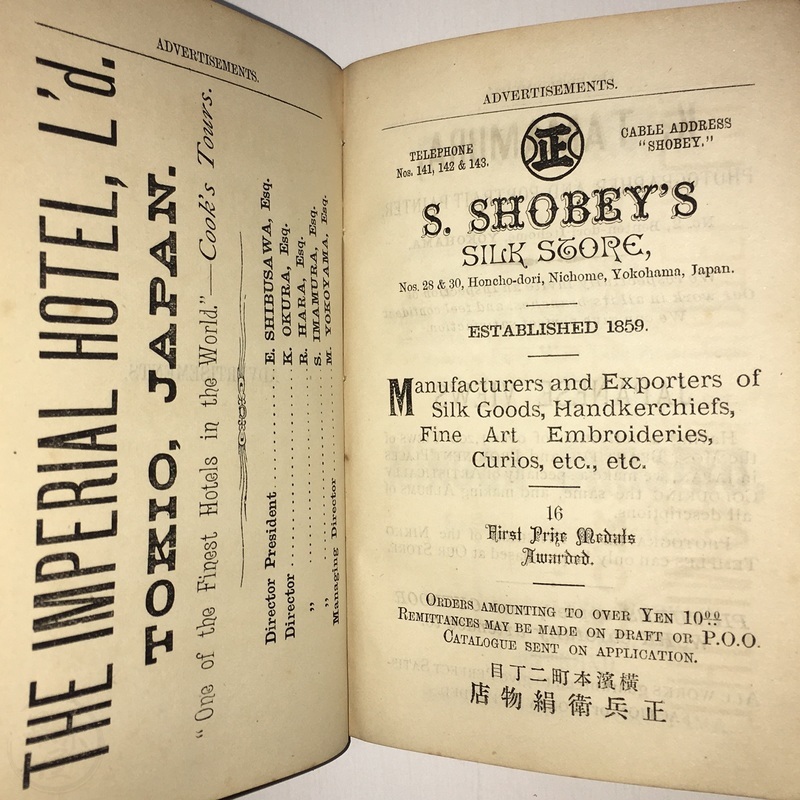 ADVERTISEMENTS.
THE IMPERIAL HOTEL, L'd.
TOKIO, JAPAN.
"One of the Finest Hotels in the World."—Cook's Tours.
Director President .......... E. SHIBUSAWA, Esq.
Director .......... K. OKURA, Esq.
„ .......... R. HARA, Esq.
„ .......... S. IMAMURA, Esq.
Managing Director .......... M. YOKOYAMA, Esq.
ADVERTISEMENTS.
TELEPHONE
Nos. 141, 142 & 143.
正
CABLE ADDRESS
"SHOBEY."
S. SHOBEY'S
SILK STORE,
Nos. 28 & 30, Honcho-dori, Nichome, Yokohama, Japan.
ESTABLISHED 1859.
Manufacturers and Exporters of
Silk Goods, Handkerchiefs,
Fine Art Embroideries,
Curios, etc., etc.
16
First Prize Medals
Awarded.
ORDERS AMOUNTING TO OVER YEN 10.00
REMITTANCES MAY BE MADE ON DRAFT OR P.O.O.
CATALOGUE SENT ON APPLICATION.
目丁二町本濱橫
店物絹衛兵正